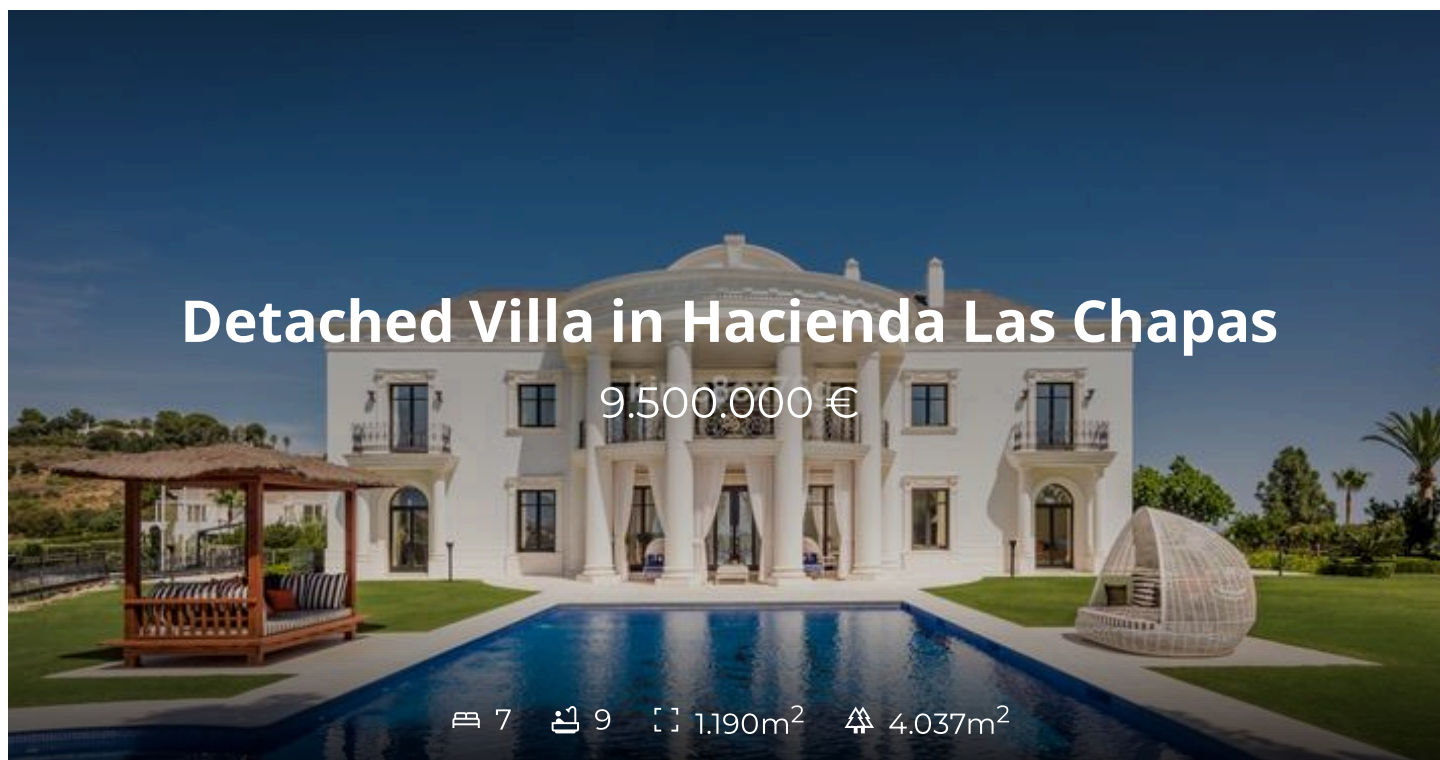 Detached Villa in Hacienda Las Chapas
9.500.000 €
7 9 1.190m² 4.037m²